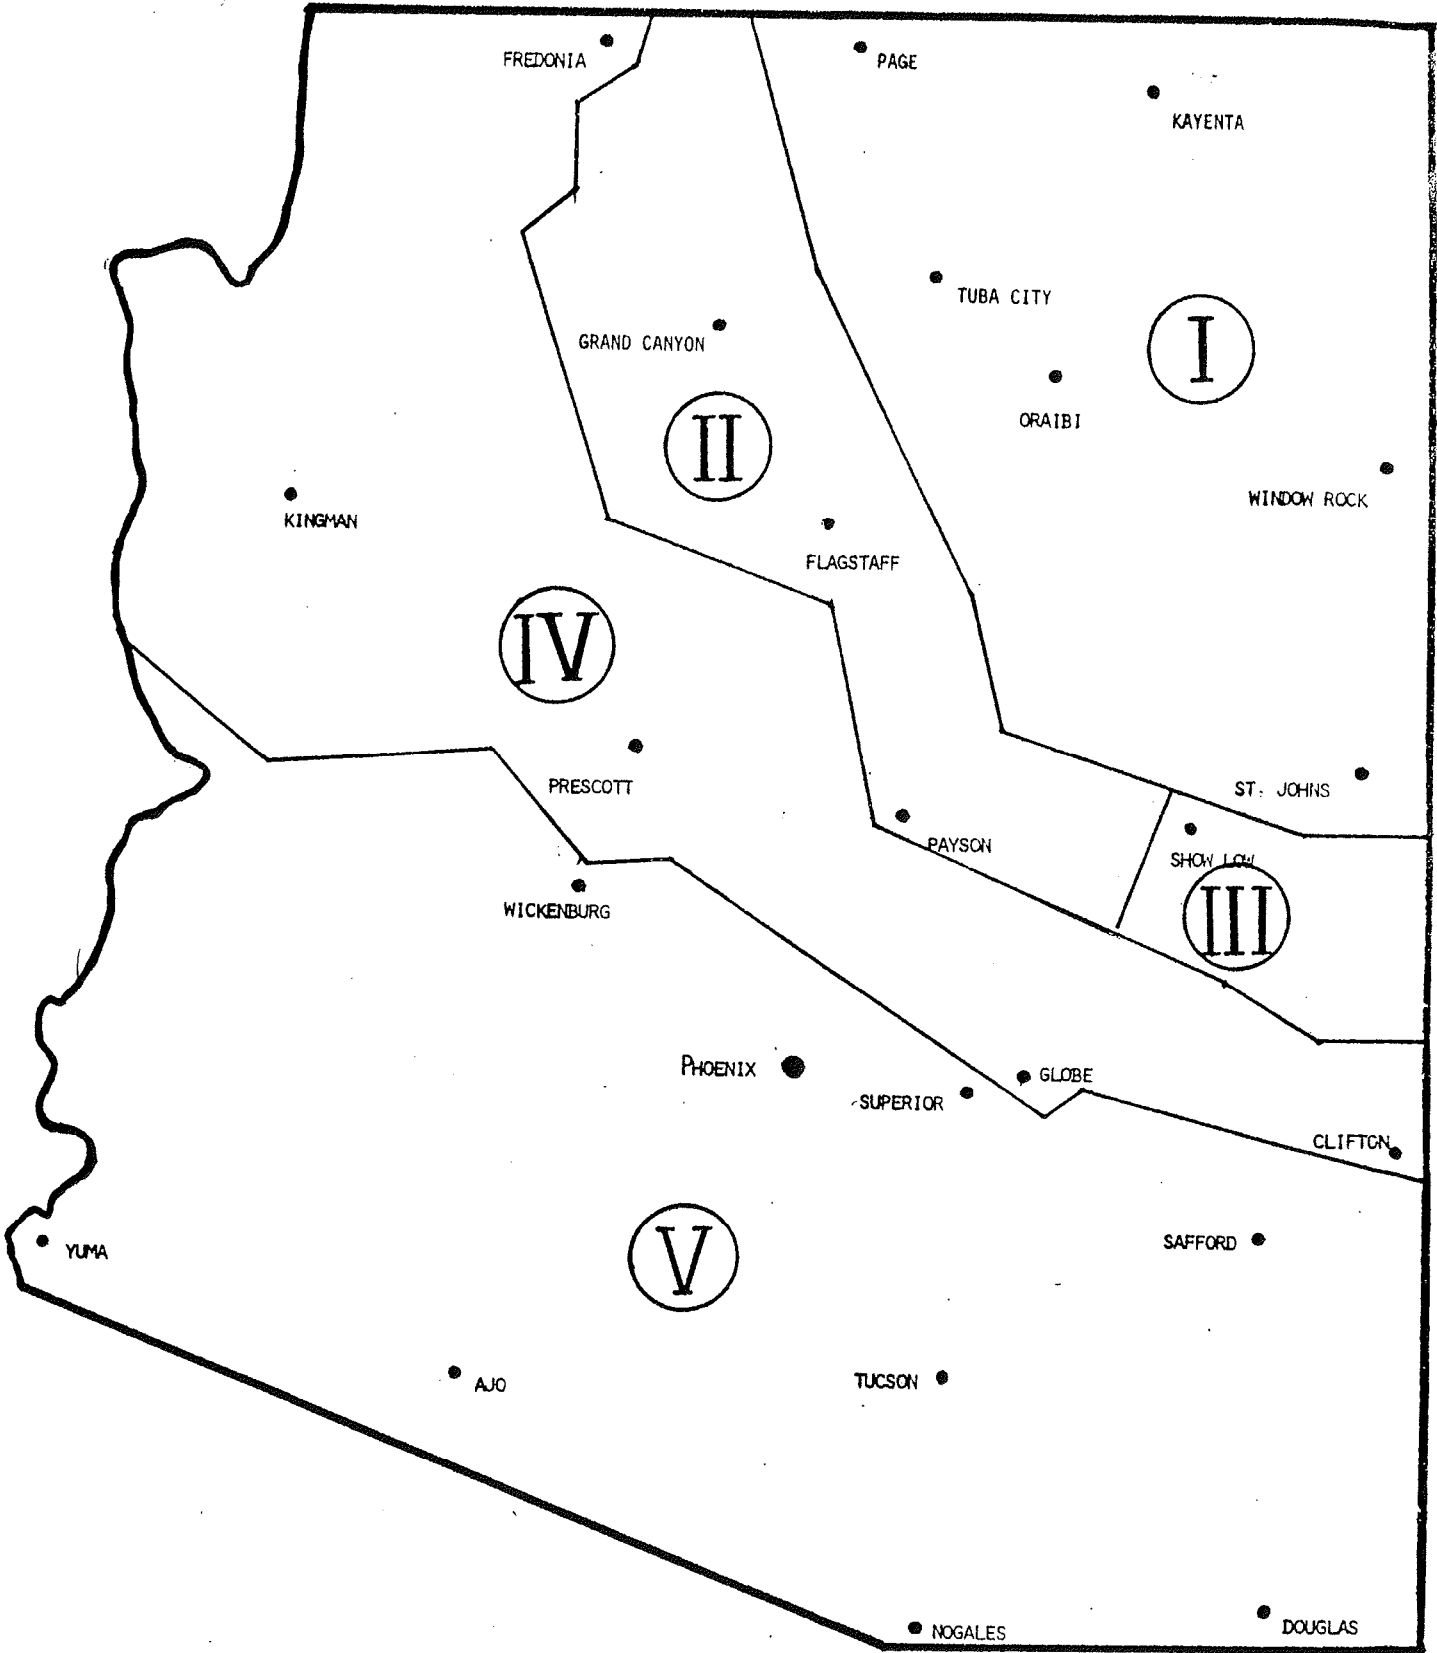 FREDONIA
PAGE
KAYENTA
TUBA CITY
GRAND CANYON
I
ORAIBI
II
WINDOW ROCK
KINGMAN
FLAGSTAFF
IV
PRESCOTT
ST. JOHNS
PAYSON
SHOW LOW
WICKENBURG
III
PHOENIX
GLOBE
SUPERIOR
CLIFTON
YUMA
SAFFORD
V
AJO
TUCSON
NOGALES
DOUGLAS